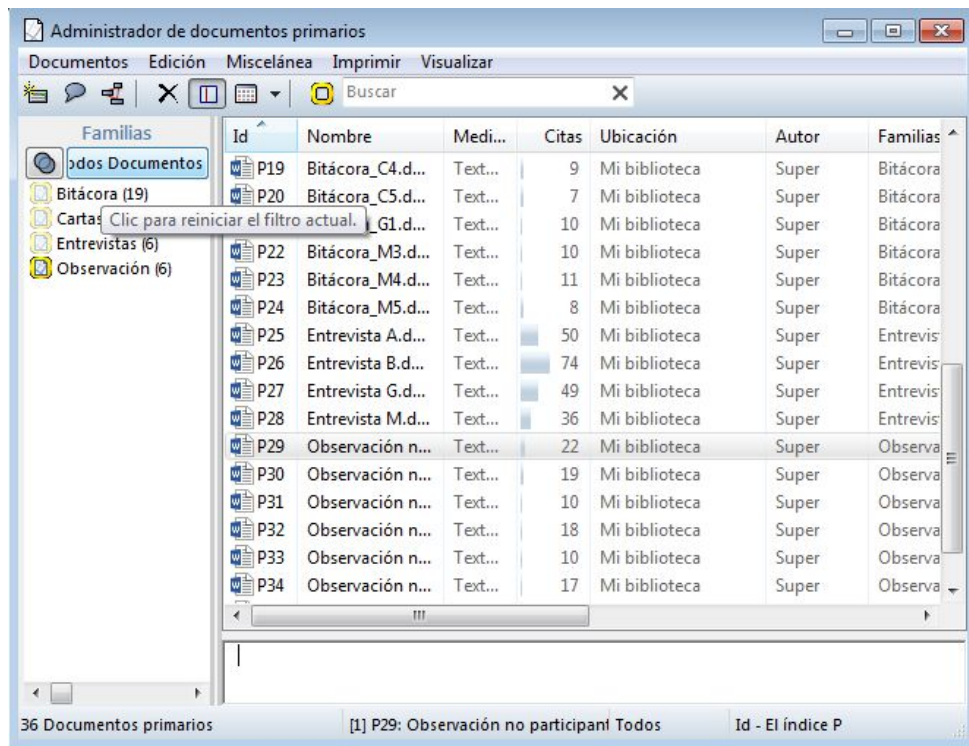 Administrador de documentos primarios
Documentos Edición Miscelánea Imprimir Visualizar
Buscar
Familias
odos Documentos
Bitácora (19)
Cartas
Entrevistas (6)
Observación (6)
Clic para reiniciar el filtro actual.
Id Nombre Medi... Citas Ubicación Autor Familias
P19 Bitácora_C4.d... Text... 9 Mi biblioteca Super Bitácora
P20 Bitácora_C5.d... Text... 7 Mi biblioteca Super Bitácora
_G1.d... Text... 10 Mi biblioteca Super Bitácora
P22 Bitácora_M3.d... Text... 10 Mi biblioteca Super Bitácora
P23 Bitácora_M4.d... Text... 11 Mi biblioteca Super Bitácora
P24 Bitácora_M5.d... Text... 8 Mi biblioteca Super Bitácora
P25 Entrevista A.d... Text... 50 Mi biblioteca Super Entrevis
P26 Entrevista B.d... Text... 74 Mi biblioteca Super Entrevis
P27 Entrevista G.d... Text... 49 Mi biblioteca Super Entrevis
P28 Entrevista M.d... Text... 36 Mi biblioteca Super Entrevis
P29 Observación n... Text... 22 Mi biblioteca Super Observa
P30 Observación n... Text... 19 Mi biblioteca Super Observa
P31 Observación n... Text... 10 Mi biblioteca Super Observa
P32 Observación n... Text... 18 Mi biblioteca Super Observa
P33 Observación n... Text... 10 Mi biblioteca Super Observa
P34 Observación n... Text... 17 Mi biblioteca Super Observa
36 Documentos primarios [1] P29: Observación no participant Todos Id - El índice P